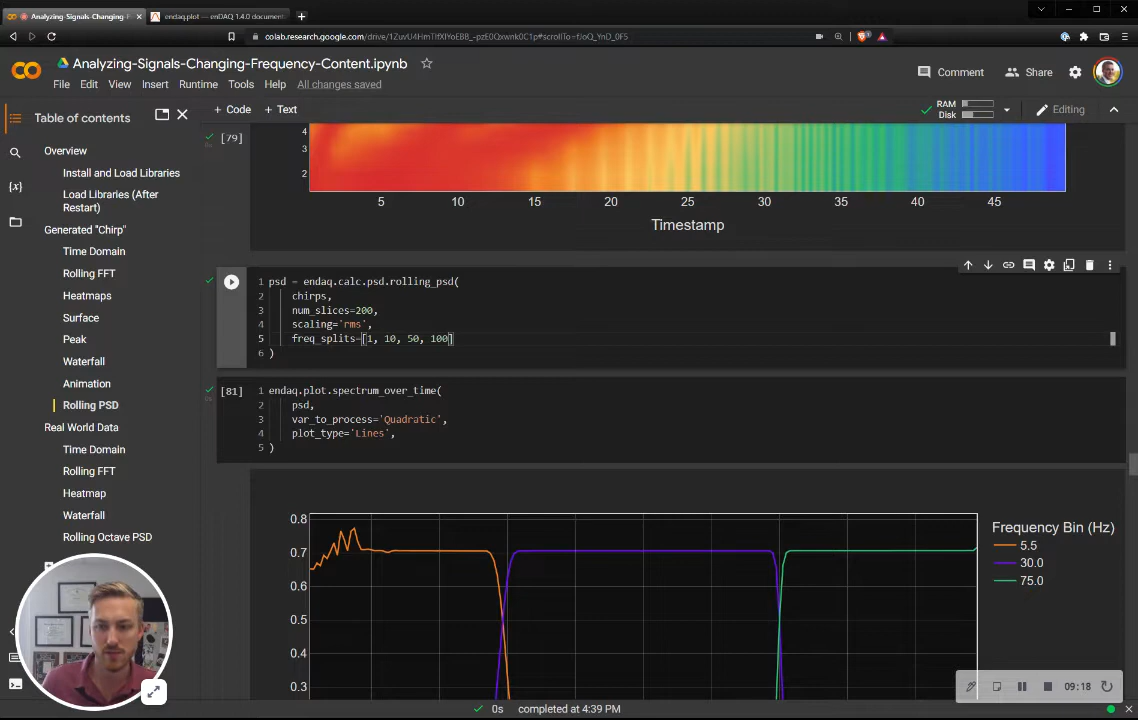 Analyzing-Signals-Changing-F
endaq.plot — enDAQ 1.4.0 document
colab.research.google.com/drive/
Analyzing-Signals-Changing-Frequency-Content.ipynb
File Edit View Insert Runtime Tools Help All changes saved
Comment Share
+ Code + Text
RAM
Disk
Editing
Table of contents
Overview
Install and Load Libraries
Load Libraries (After
Restart)
Generated "Chirp"
Time Domain
Rolling FFT
Heatmaps
Surface
Peak
Waterfall
Animation
Rolling PSD
Real World Data
Time Domain
Rolling FFT
Heatmap
Waterfall
Rolling Octave PSD
{x}
[79]
4
3
2
5 10 15 20 25 30 35 40 45
Timestamp
1 psd = endaq.calc.psd.rolling_psd(
2 chirps,
3 num_slices=200,
4 scaling='rms',
5 freq_splits=[1, 10, 50, 100]
6 )
[81]
1 endaq.plot.spectrum_over_time(
2 psd,
3 var_to_process='Quadratic',
4 plot_type='Lines',
5 )
0.8
0.7
0.6
0.5
0.4
0.3
Frequency Bin (Hz)
5.5
30.0
75.0
09:18
0s completed at 4:39 PM